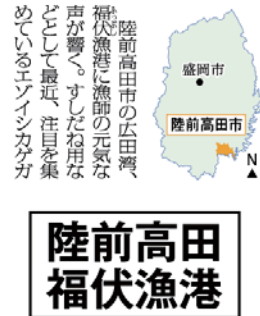 陸前高田市の広田湾、
福伏漁港に漁師の元気な
声が響く。すしだね用な
どとして最近、注目を集
めているエゾイシカゲガ
盛岡市
陸前高田市
N
陸前高田
福伏漁港